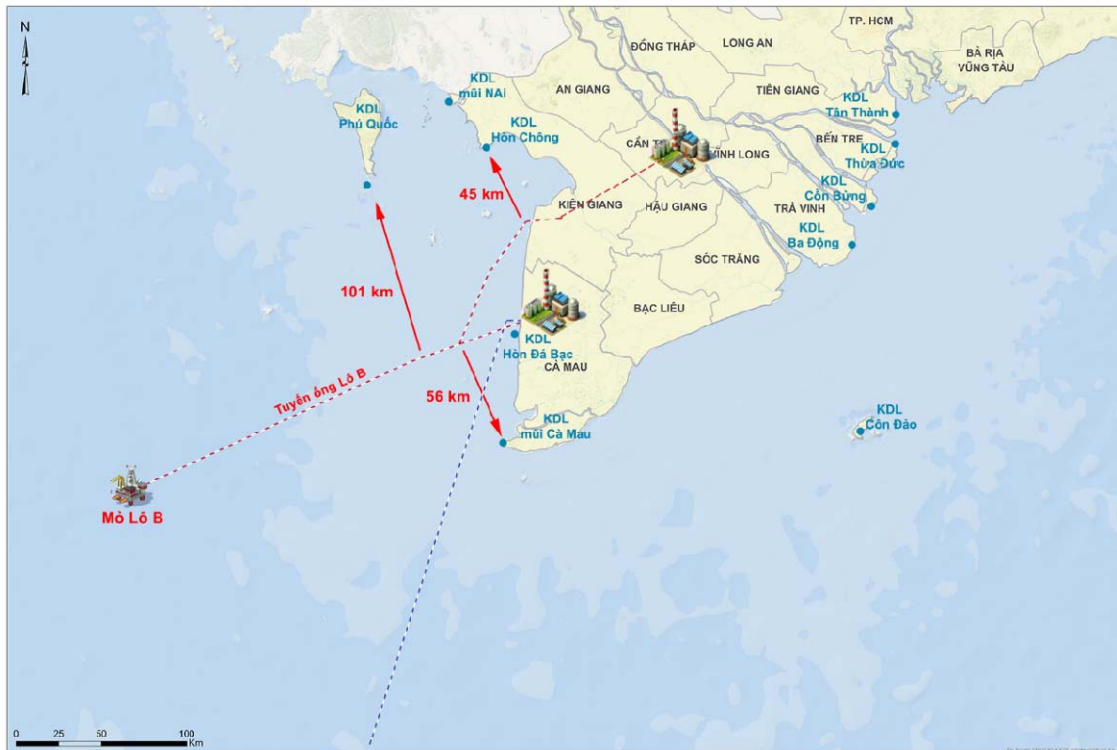 N
TP. HCM
ĐỒNG THÁP
LONG AN
BÀ RỊA
VŨNG TÀU
KDL
mũi NAi
AN GIANG
TIỀN GIANG
KDL
Tân Thành
KDL
Phú Quốc
KDL
Hòn Chông
CẦN T
VĨNH LONG
BẾN TRE
KDL
Thừa Đức
KDL
Cồn Bửng
45 km
KIÊN GIANG
HẬU GIANG
TRÀ VINH
KDL
Ba Động
SÓC TRĂNG
101 km
BẠC LIÊU
KDL
Hòn Đá Bạc
CÀ MAU
Tuyến ống Lô B
56 km
KDL
mũi Cà Mau
KDL
Côn Đảo
Mỏ Lô B
0 25 50 100
Km